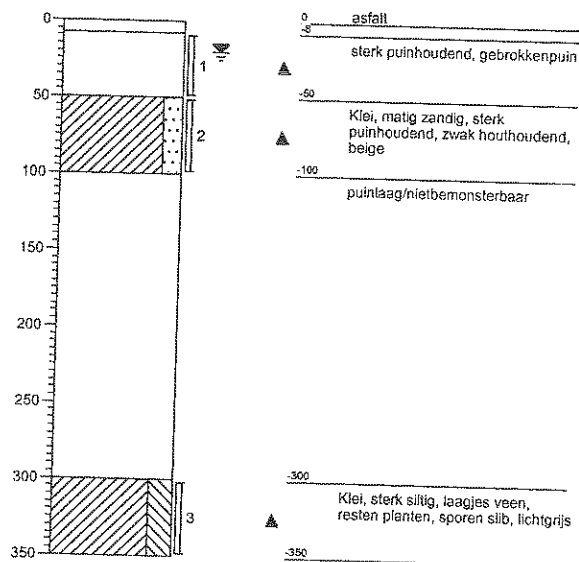 0
50
100
150
200
250
300
350
1
2
3
0 asfalt
-8
sterk puinhoudend, gebrokkenpuin
-50
Klei, matig zandig, sterk
puinhoudend, zwak houthoudend,
beige
-100
puinlaag/nietbemonsterbaar
-300
Klei, sterk siltig, laagjes veen,
resten planten, sporen slib, lichtgrijs
-350